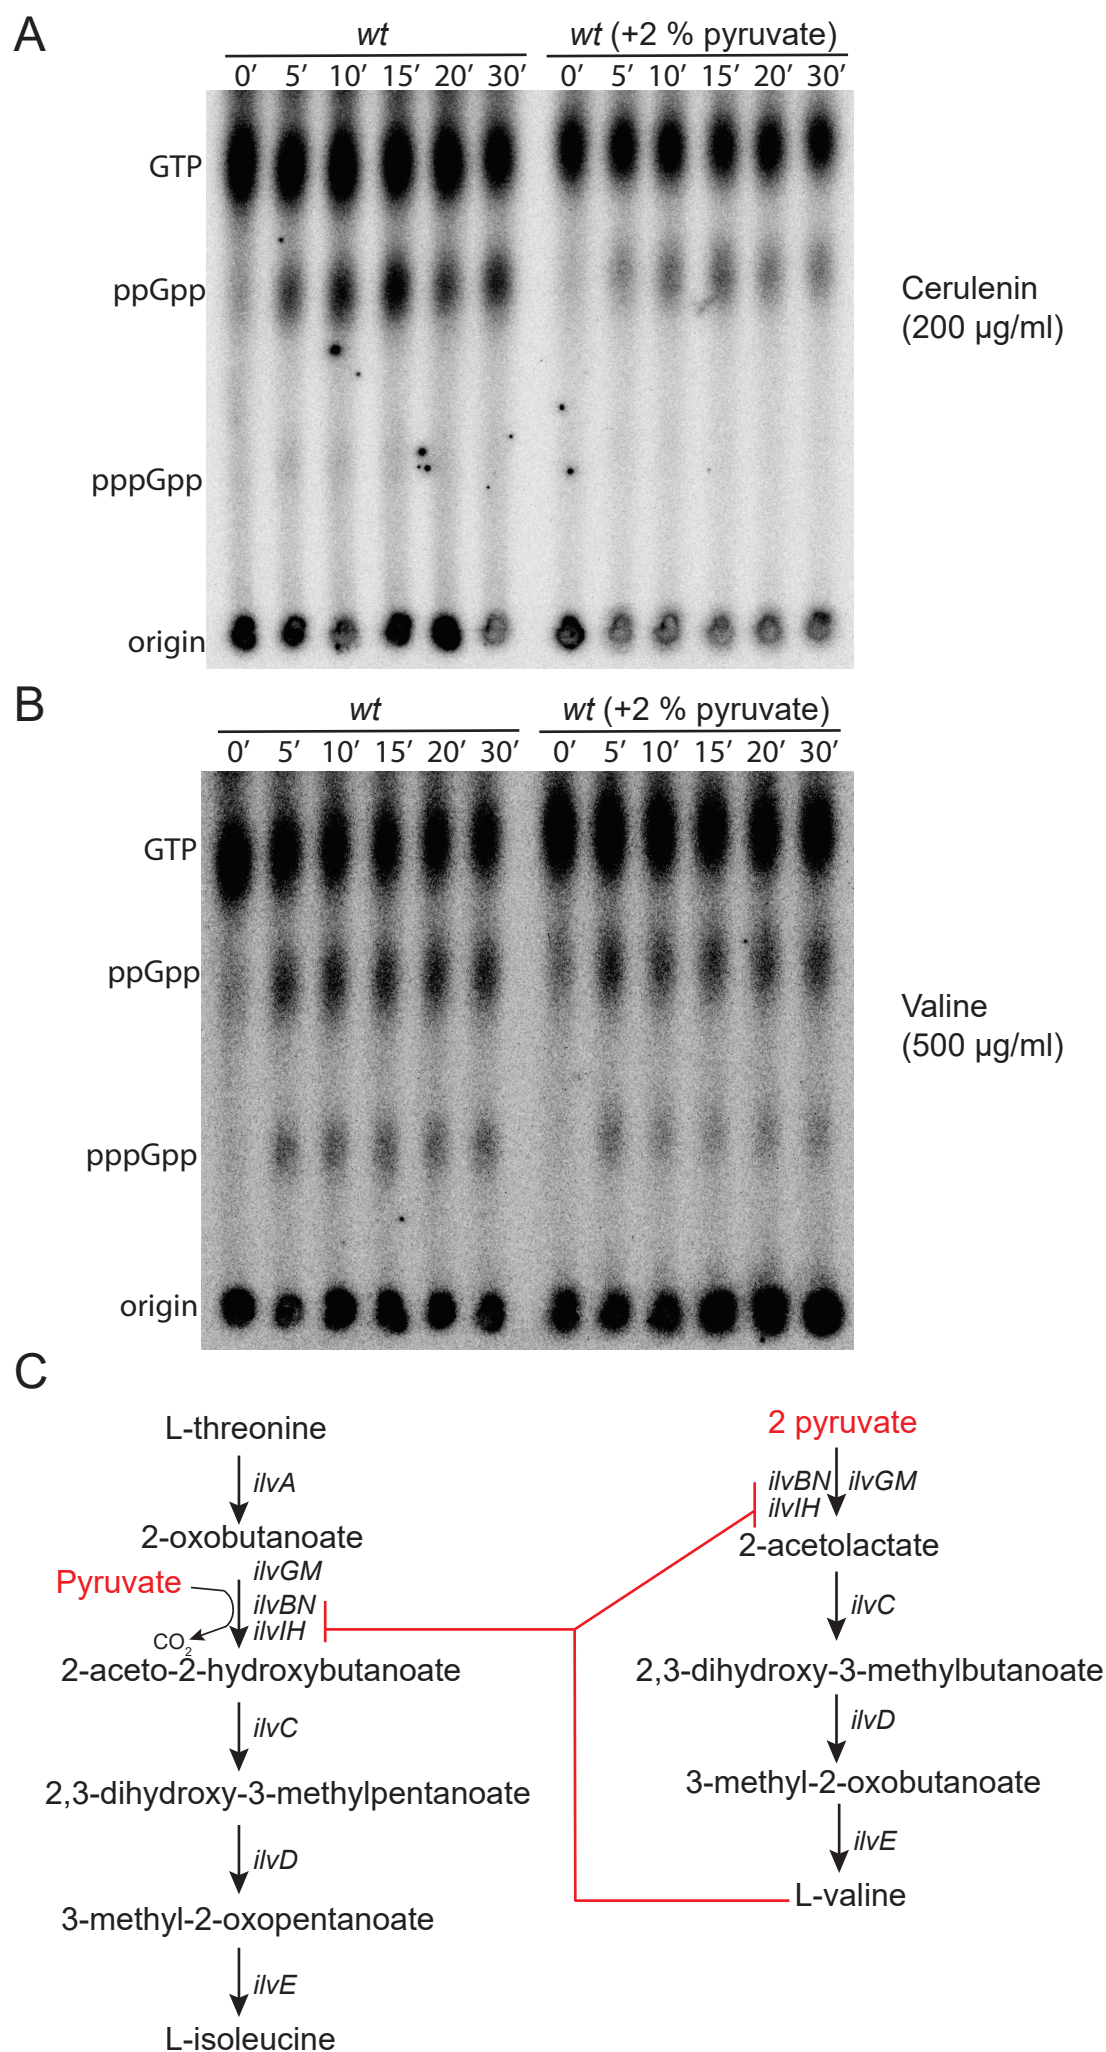 A
wt
wt (+2 % pyruvate)
0′ 5′ 10′ 15′ 20′ 30′
0′ 5′ 10′ 15′ 20′ 30′
GTP
ppGpp
pppGpp
origin
Cerulenin
(200 µg/ml)
B
wt
wt (+2 % pyruvate)
0′ 5′ 10′ 15′ 20′ 30′
0′ 5′ 10′ 15′ 20′ 30′
GTP
ppGpp
pppGpp
origin
Valine
(500 µg/ml)
C
L-threonine
ilvA
2-oxobutanoate
ilvGM
Pyruvate
ilvBN
ilvIH
CO2
2-aceto-2-hydroxybutanoate
ilvC
2,3-dihydroxy-3-methylpentanoate
ilvD
3-methyl-2-oxopentanoate
ilvE
L-isoleucine
2 pyruvate
ilvBN ilvGM
ilvIH
2-acetolactate
ilvC
2,3-dihydroxy-3-methylbutanoate
ilvD
3-methyl-2-oxobutanoate
ilvE
L-valine